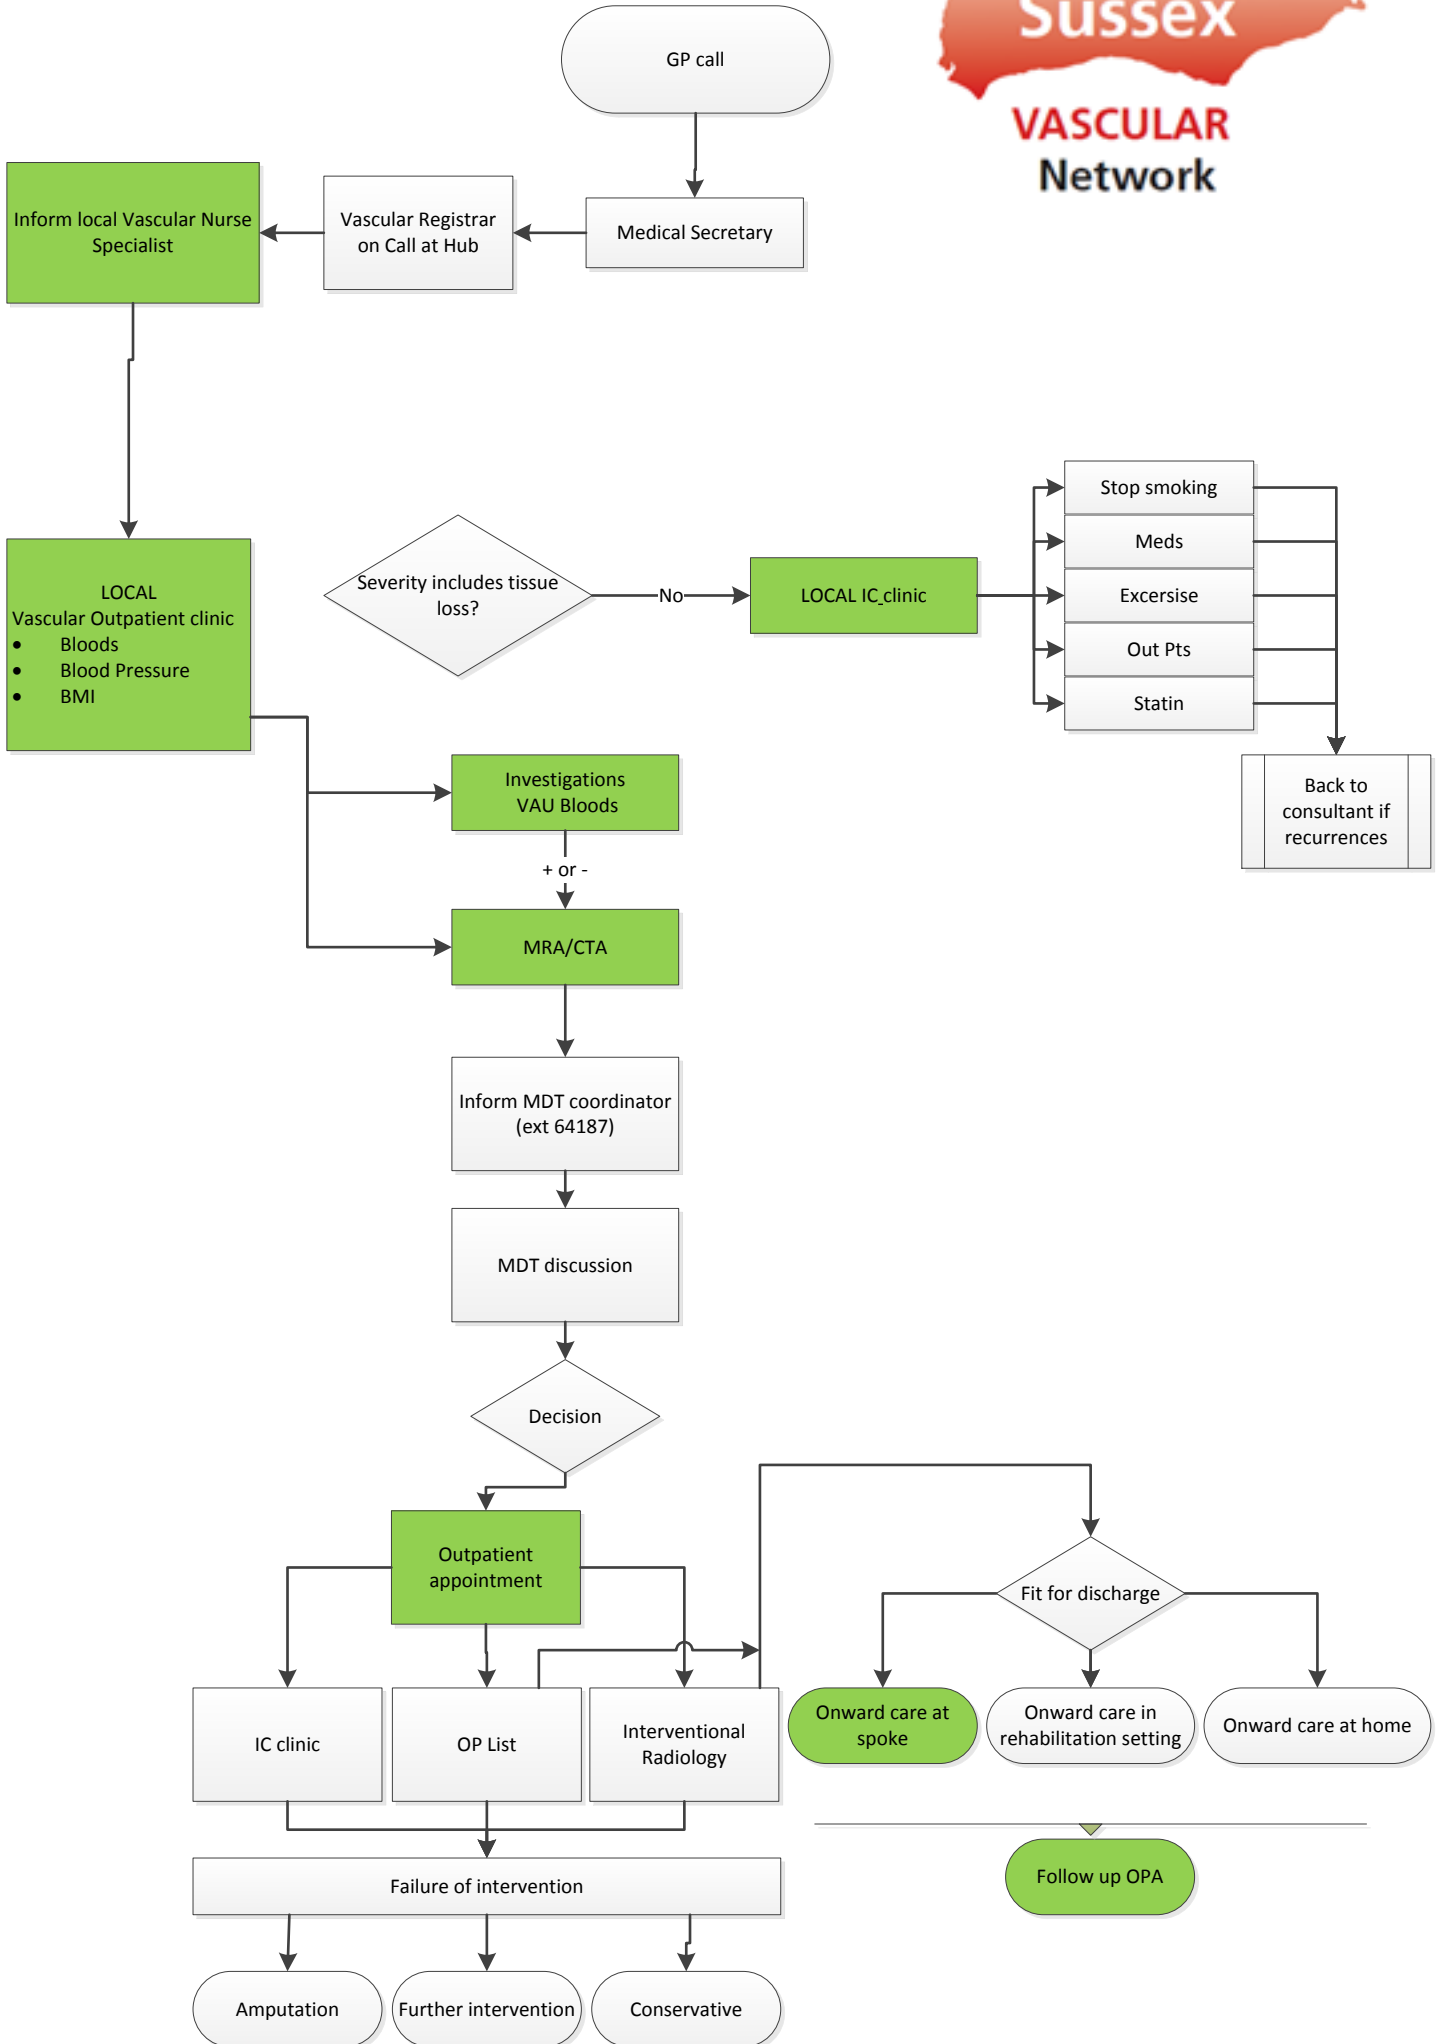 Sussex
VASCULAR
Network
GP call
Medical Secretary
Vascular Registrar
on Call at Hub
Inform local Vascular Nurse
Specialist
LOCAL
Vascular Outpatient clinic
• Bloods
• Blood Pressure
• BMI
Severity includes tissue
loss?
No
LOCAL IC clinic
Stop smoking
Meds
Excersise
Out Pts
Statin
Back to
consultant if
recurrences
Investigations
VAU Bloods
+ or -
MRA/CTA
Inform MDT coordinator
(ext 64187)
MDT discussion
Decision
Outpatient
appointment
IC clinic
OP List
Interventional
Radiology
Fit for discharge
Onward care at
spoke
Onward care in
rehabilitation setting
Onward care at home
Follow up OPA
Failure of intervention
Amputation
Further intervention
Conservative